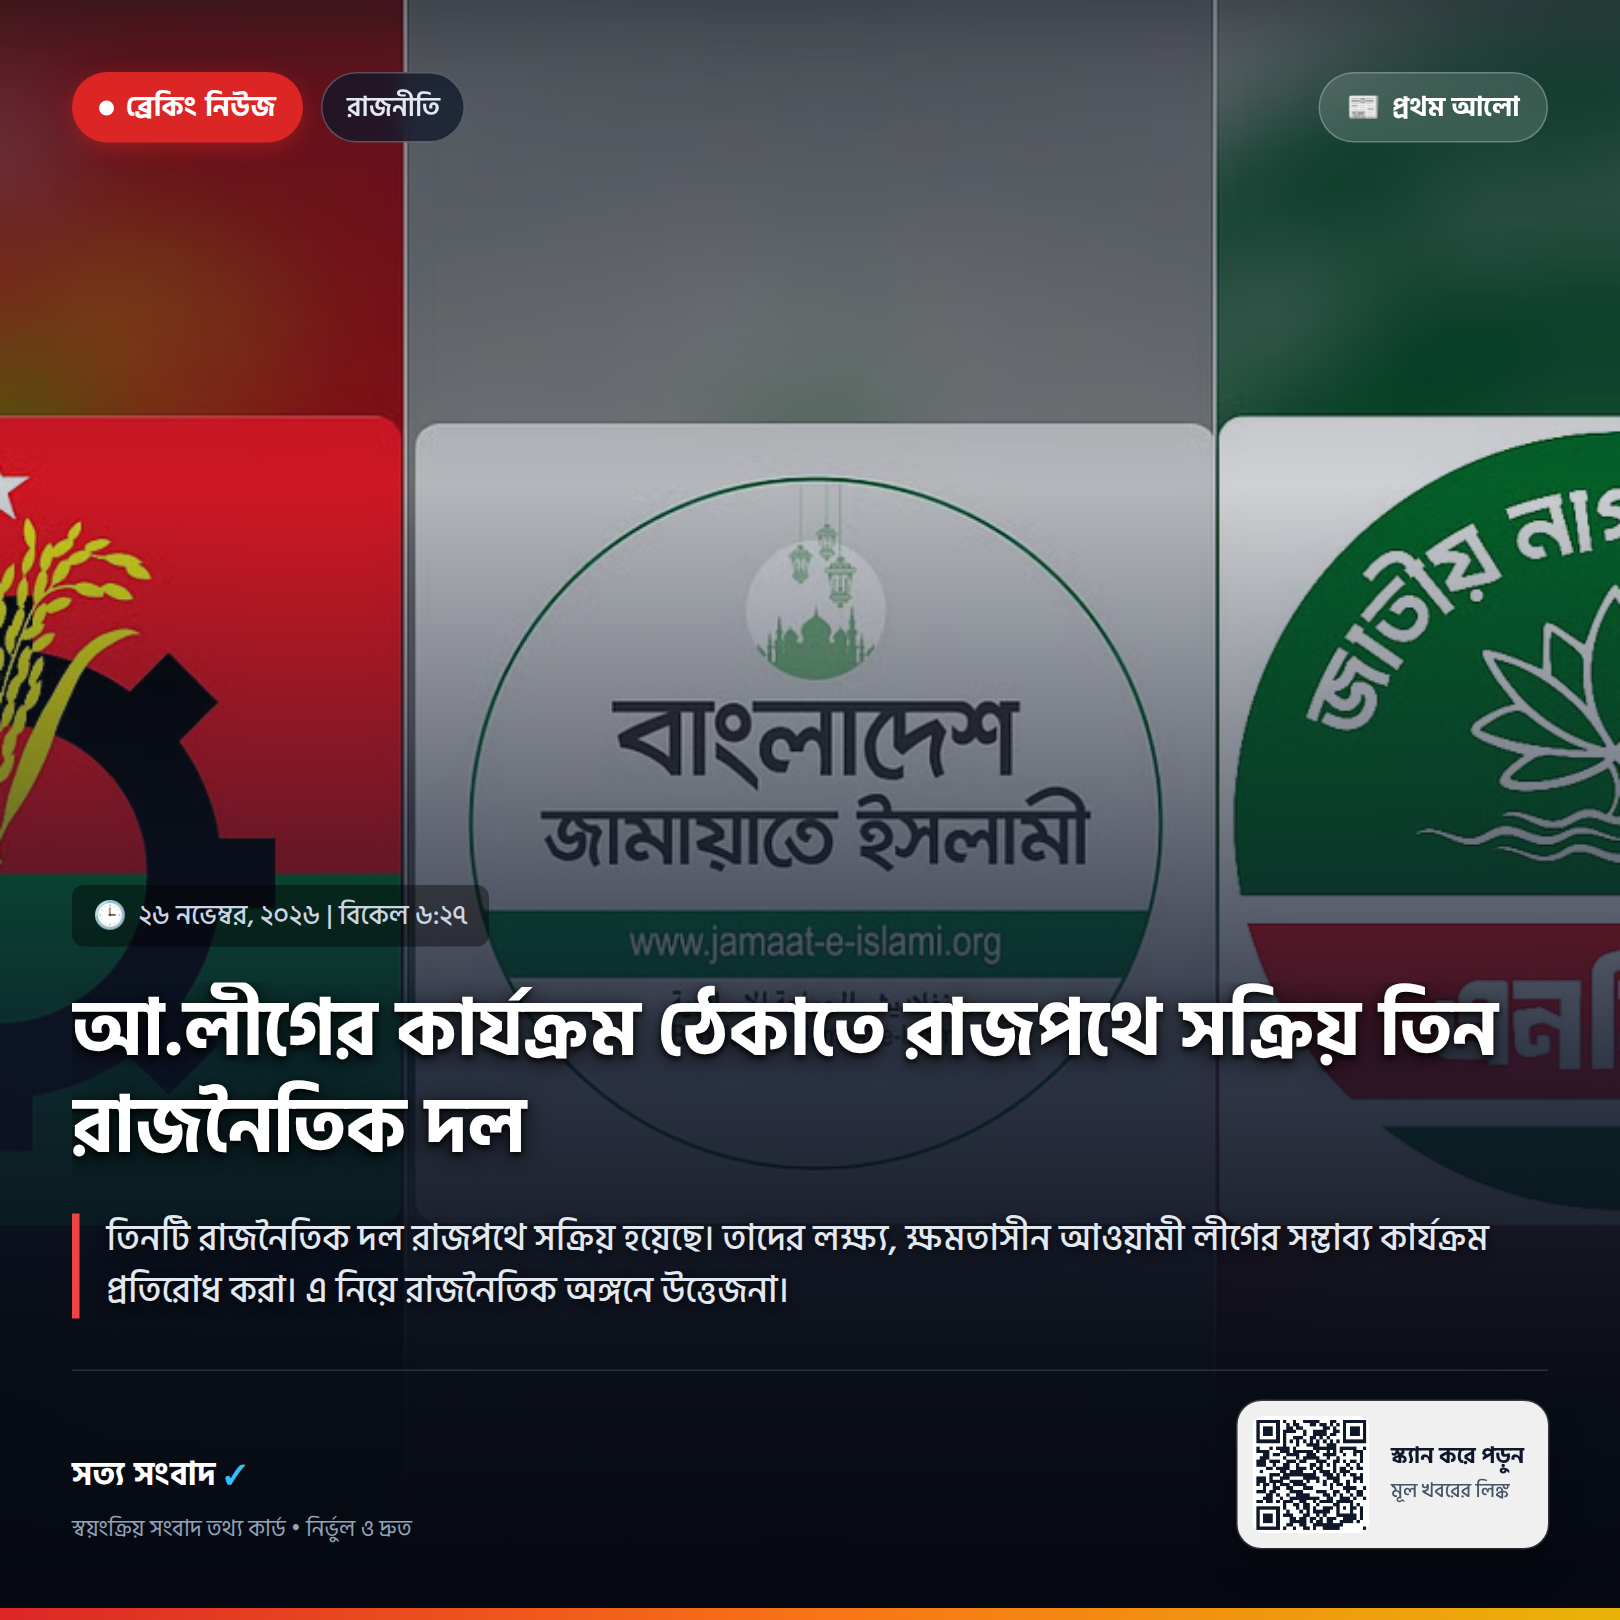 ব্রেকিং নিউজ
রাজনীতি
প্রথম আলো
জাতীয়
বাংলাদেশ
জামায়াতে ইসলামী
www.jamaat-e-islami.org
২৬ নভেম্বর, ২০২৬ | বিকেল ৬:২৭
আ.লীগের কার্যক্রম ঠেকাতে রাজপথে সক্রিয় তিন
রাজনৈতিক দল
তিনটি রাজনৈতিক দল রাজপথে সক্রিয় হয়েছে। তাদের লক্ষ্য, ক্ষমতাসীন আওয়ামী লীগের সম্ভাব্য কার্যক্রম
প্রতিরোধ করা। এ নিয়ে রাজনৈতিক অঙ্গনে উত্তেজনা।
সত্য সংবাদ ✓
স্বয়ংক্রিয় সংবাদ তথ্য কার্ড • নির্ভুল ও দ্রুত
স্ক্যান করে পড়ুন
মূল খবরের লিঙ্ক